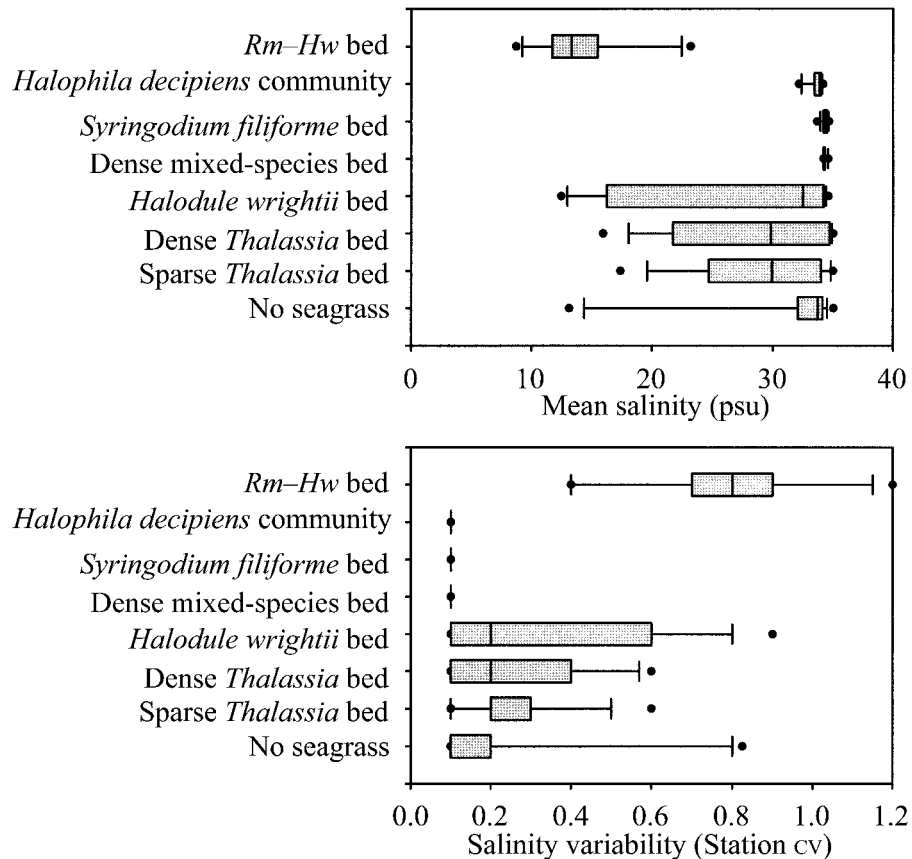 Rm–Hw bed
Halophila decipiens community
Syringodium filiforme bed
Dense mixed-species bed
Halodule wrightii bed
Dense Thalassia bed
Sparse Thalassia bed
No seagrass
0 10 20 30 40
Mean salinity (psu)
Rm–Hw bed
Halophila decipiens community
Syringodium filiforme bed
Dense mixed-species bed
Halodule wrightii bed
Dense Thalassia bed
Sparse Thalassia bed
No seagrass
0.0 0.2 0.4 0.6 0.8 1.0 1.2
Salinity variability (Station CV)